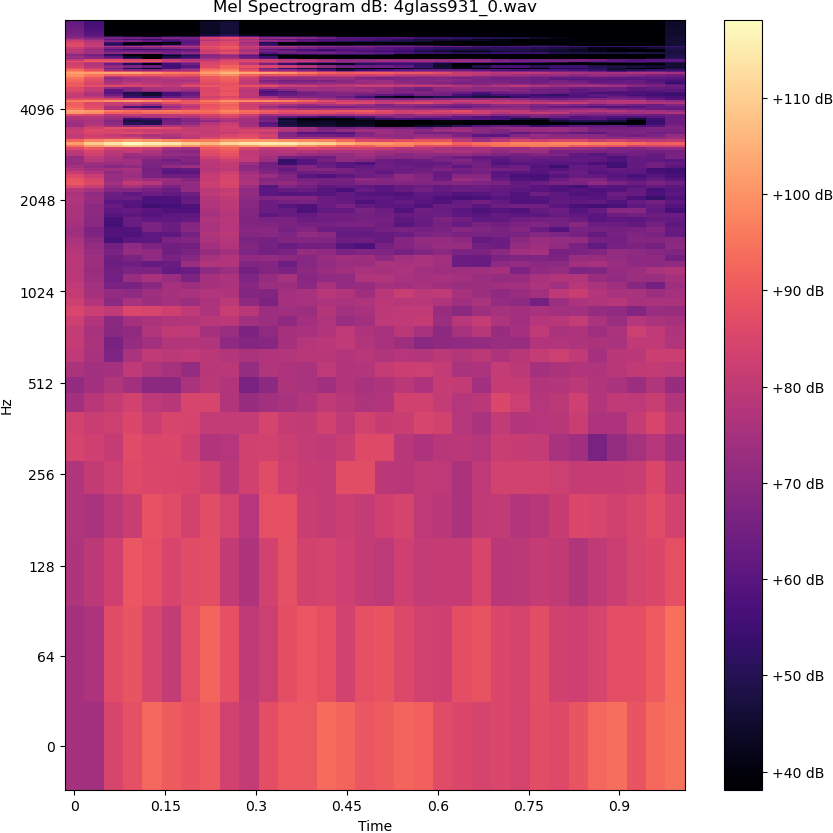 Mel Spectrogram dB: 4glass931_0.wav
+110 dB
4096
+100 dB
2048
+90 dB
1024
+80 dB
512
Hz
+70 dB
256
128
+60 dB
64
+50 dB
0
+40 dB
0 0.15 0.3 0.45 0.6 0.75 0.9
Time